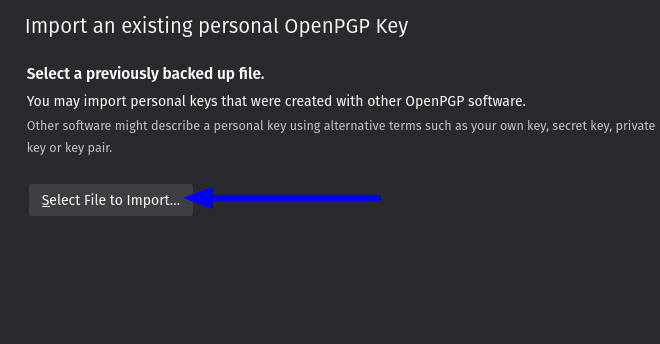 Import an existing personal OpenPGP Key
Select a previously backed up file.
You may import personal keys that were created with other OpenPGP software.
Other software might describe a personal key using alternative terms such as your own key, secret key, private
key or key pair.
Select File to Import...